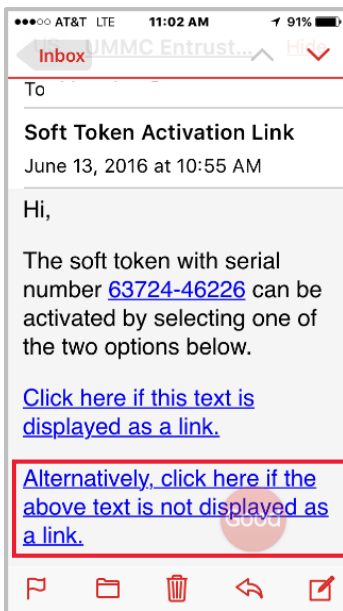 AT&T LTE 11:02 AM 91%
UMMC Entrust... Hide
Inbox
To
Soft Token Activation Link
June 13, 2016 at 10:55 AM
Hi,
The soft token with serial
number 63724-46226 can be
activated by selecting one of
the two options below.
Click here if this text is
displayed as a link.
Alternatively, click here if the
above text is not displayed as
a link.
Good